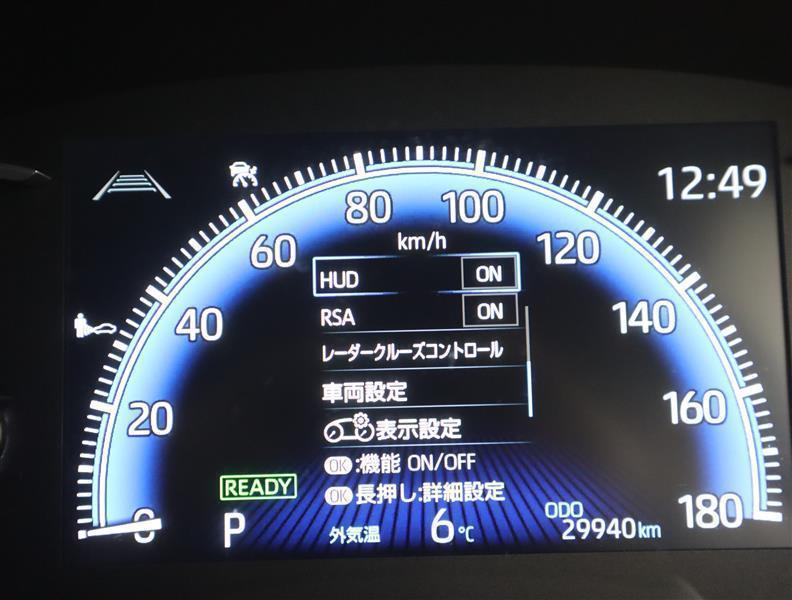 12:49
80 100
km/h
60 120
HUD ON
RSA ON
40 140
レーダークルーズコントロール
車両設定
20 160
表示設定
OK:機能 ON/OFF
READY
OK長押し:詳細設定
0 180
P 外気温 6℃ ODO 29940km